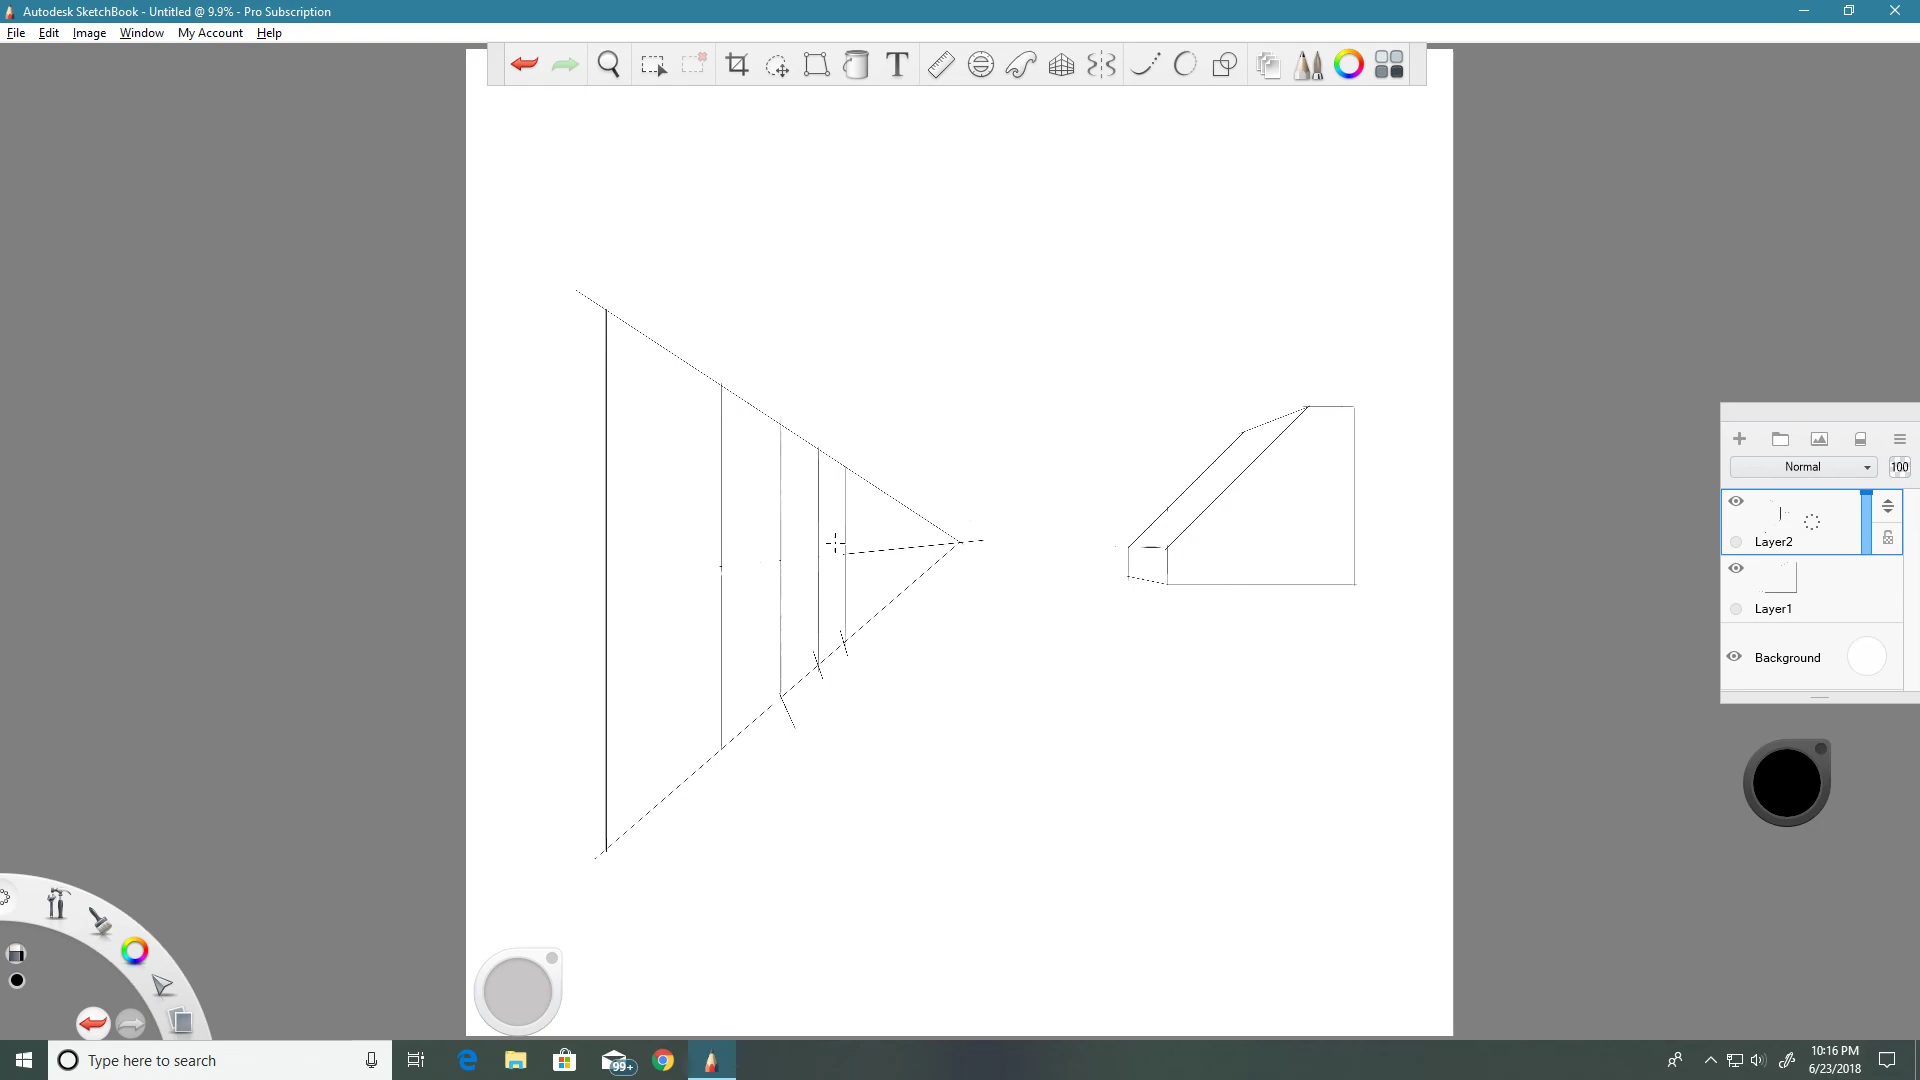 Autodesk SketchBook - Untitled @ 9.9% - Pro Subscription
File Edit Image Window My Account Help
T
Normal 100
Layer2
Layer1
Background
99+
Type here to search
10:16 PM
6/23/2018